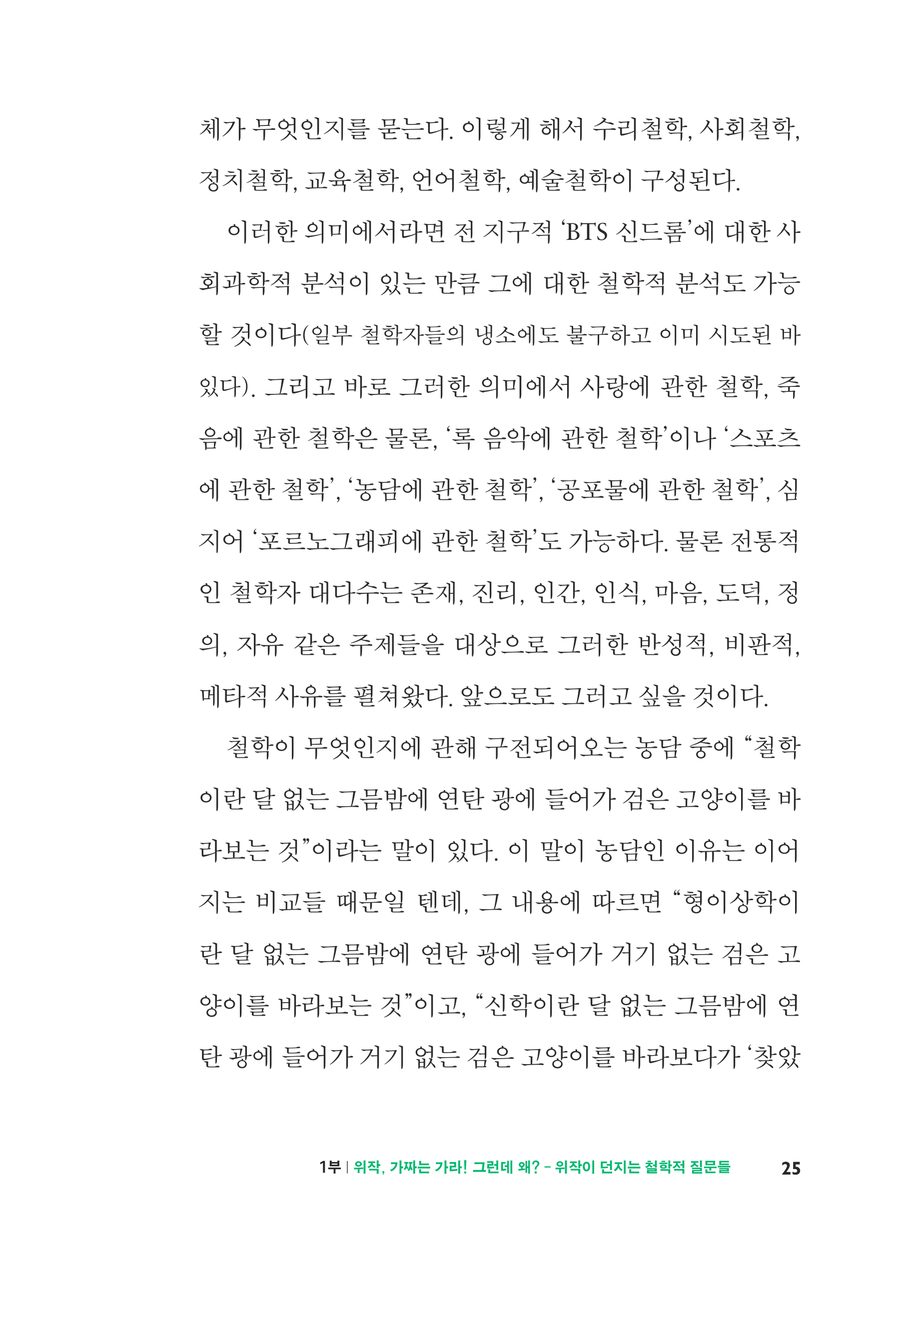 체가 무엇인지를 묻는다. 이렇게 해서 수리철학, 사회철학,
정치철학, 교육철학, 언어철학, 예술철학이 구성된다.
이러한 의미에서라면 전 지구적 ‘BTS 신드롬’에 대한 사
회과학적 분석이 있는 만큼 그에 대한 철학적 분석도 가능
할 것이다(일부 철학자들의 냉소에도 불구하고 이미 시도된 바
있다). 그리고 바로 그러한 의미에서 사랑에 관한 철학, 죽
음에 관한 철학은 물론, ‘록 음악에 관한 철학’이나 ‘스포츠
에 관한 철학’, ‘농담에 관한 철학’, ‘공포물에 관한 철학’, 심
지어 ‘포르노그래피에 관한 철학’도 가능하다. 물론 전통적
인 철학자 대다수는 존재, 진리, 인간, 인식, 마음, 도덕, 정
의, 자유 같은 주제들을 대상으로 그러한 반성적, 비판적,
메타적 사유를 펼쳐왔다. 앞으로도 그러고 싶을 것이다.
철학이 무엇인지에 관해 구전되어오는 농담 중에 “철학
이란 달 없는 그믐밤에 연탄 광에 들어가 검은 고양이를 바
라보는 것”이라는 말이 있다. 이 말이 농담인 이유는 이어
지는 비교들 때문일 텐데, 그 내용에 따르면 “형이상학이
란 달 없는 그믐밤에 연탄 광에 들어가 거기 없는 검은 고
양이를 바라보는 것”이고, “신학이란 달 없는 그믐밤에 연
탄 광에 들어가 거기 없는 검은 고양이를 바라보다가 ‘찾았
1부 | 위작, 가짜는 가라! 그런데 왜? - 위작이 던지는 철학적 질문들 25